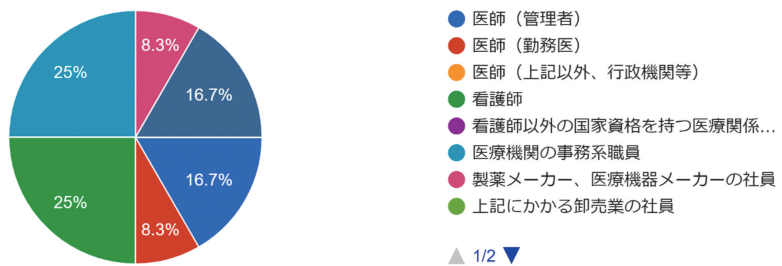 8.3%
16.7%
16.7%
8.3%
25%
25%
医師（管理者）
医師（勤務医）
医師（上記以外、行政機関等）
看護師
看護師以外の国家資格を持つ医療関係…
医療機関の事務系職員
製薬メーカー、医療機器メーカーの社員
上記にかかる卸売業の社員
1/2